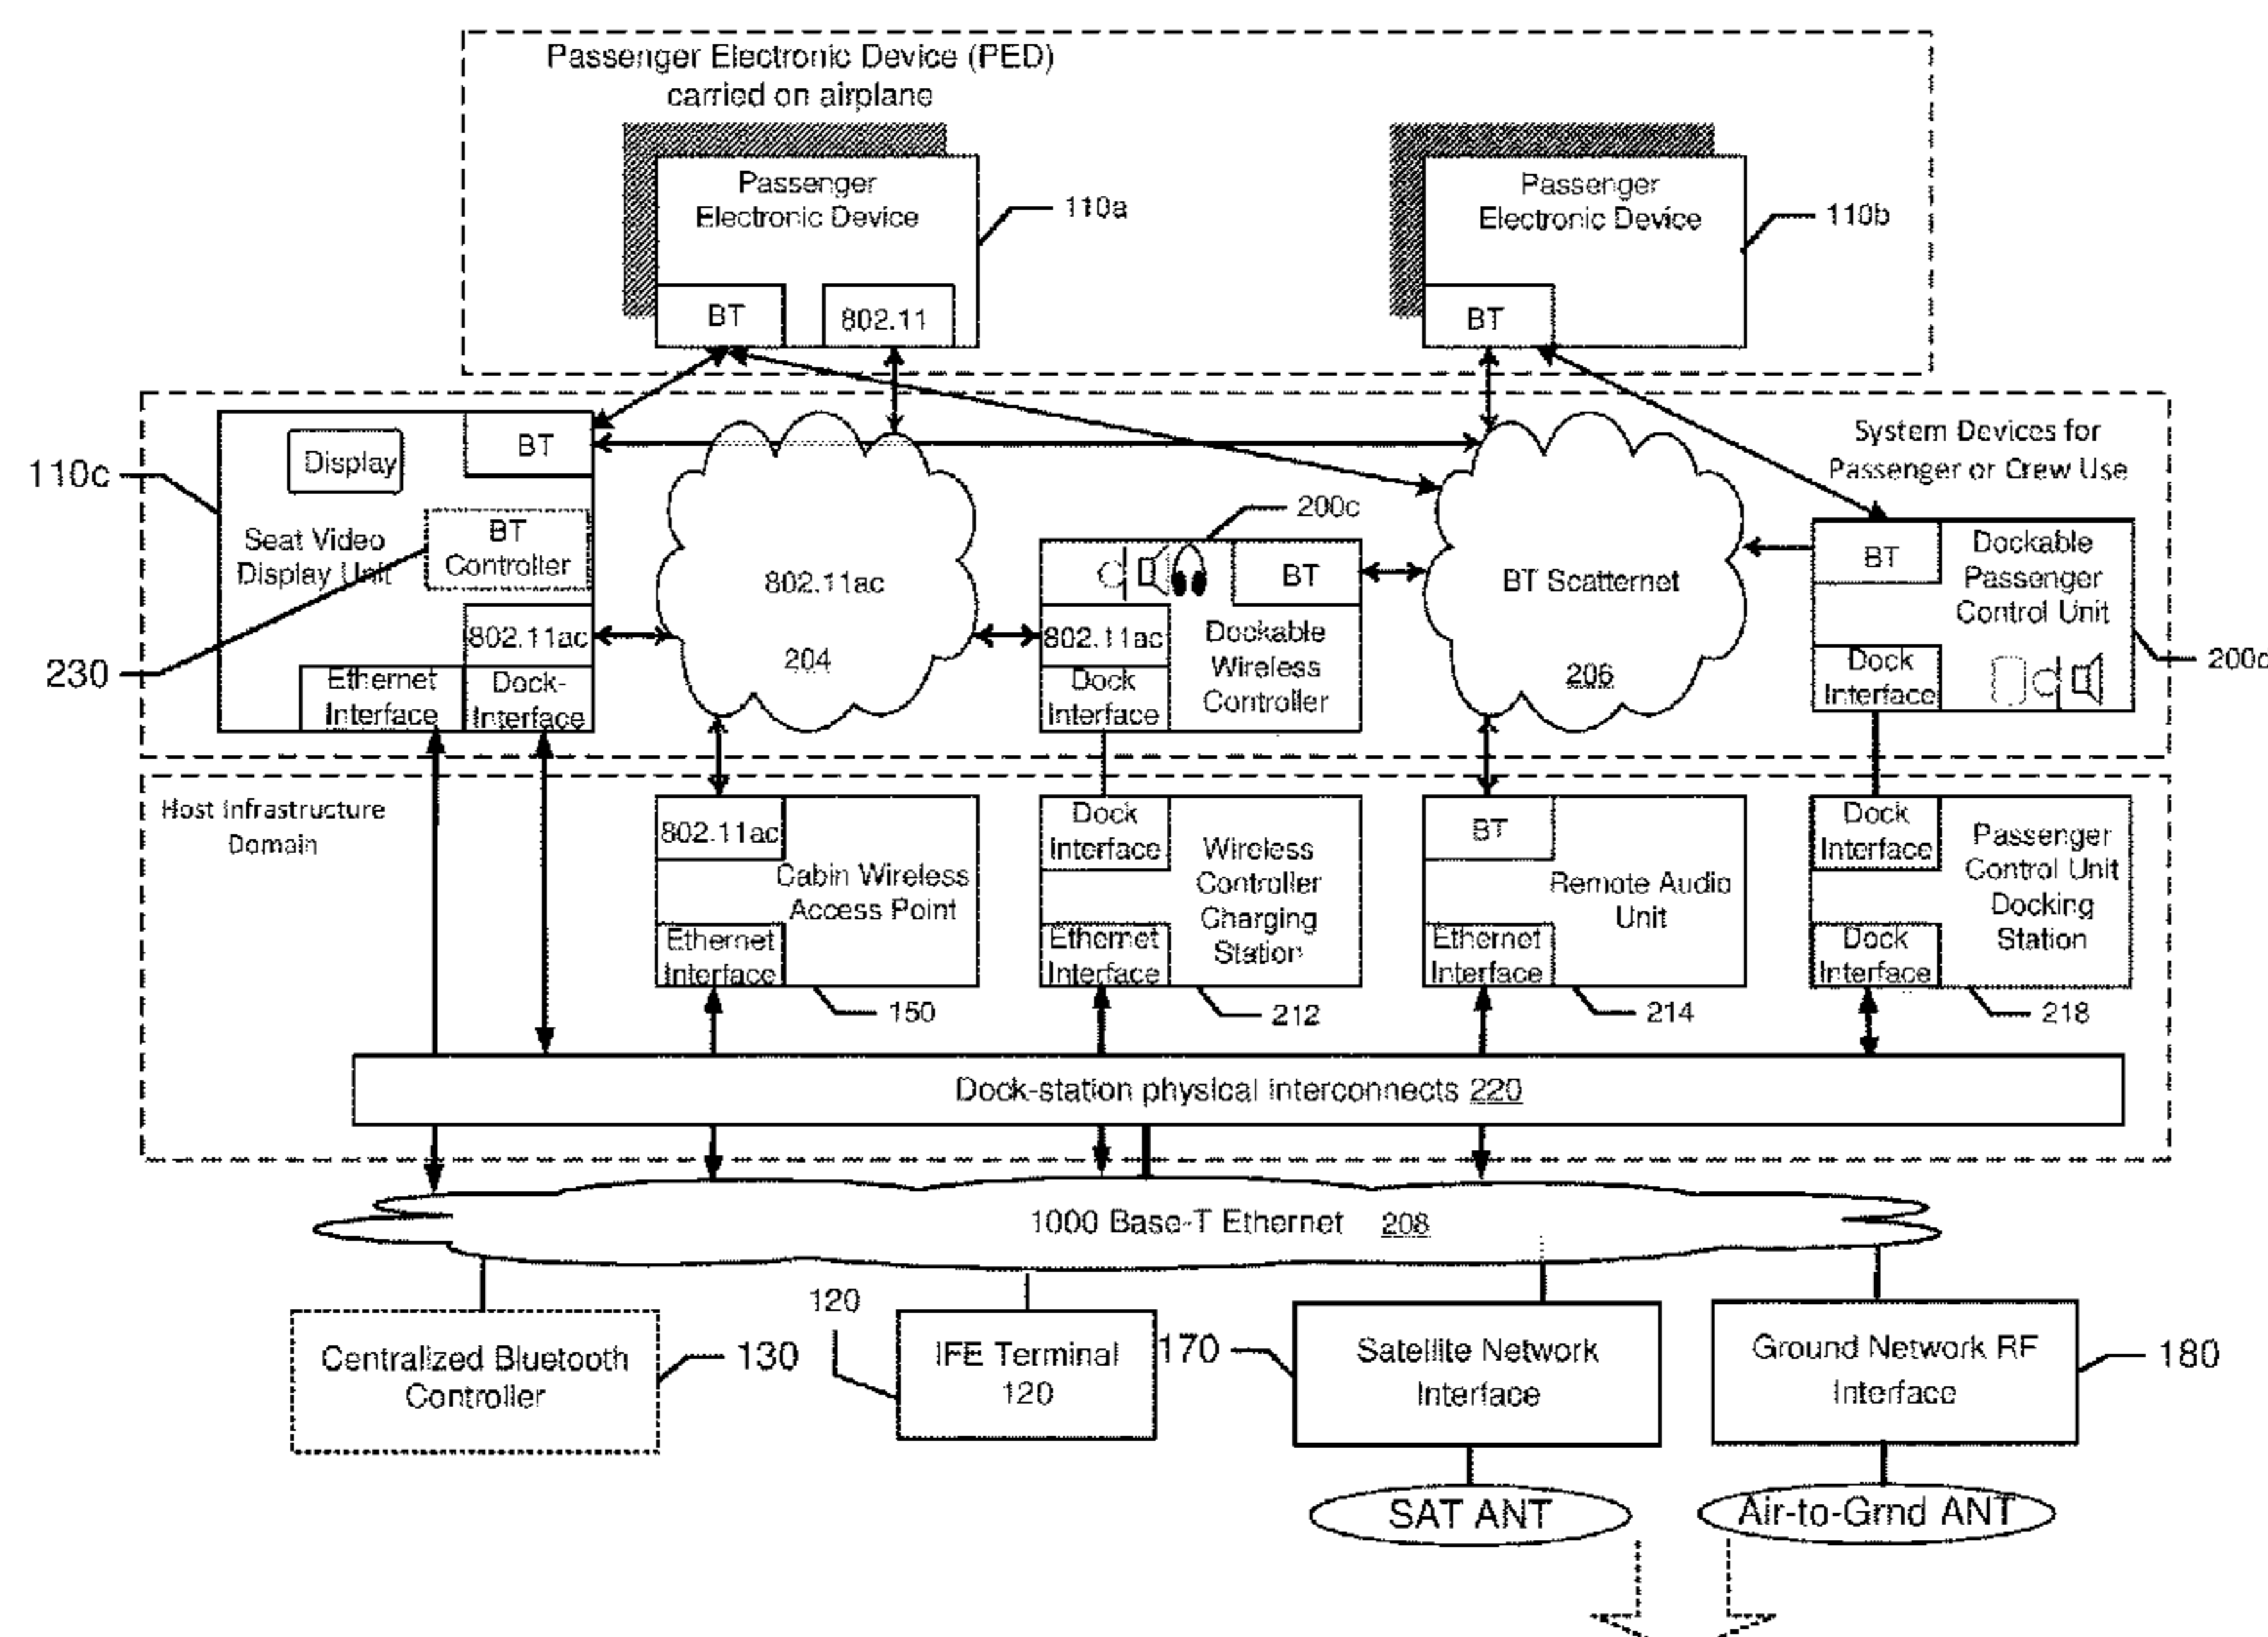 Passenger Electronic Device (PED)
carried on airplane
Passenger
Electronic Device
110a
BT
802.11
Passenger
Electronic Device
110b
BT
System Devices for
Passenger or Crew Use
110c
Display
BT
Seat Video
Display Unit
BT
Controller
230
802.11ac
Ethernet
Interface
Dock-
Interface
802.11ac
204
200c
BT
802.11ac
Dock
Interface
Dockable
Wireless
Controller
BT Scatternet
206
BT
Dockable
Passenger
Control Unit
Dock
Interface
Host Infrastructure
Domain
802.11ac
Cabin Wireless
Access Point
Ethernet
Interface
150
Dock
Interface
Wireless
Controller
Charging
Station
Ethernet
Interface
212
BT
Remote Audio
Unit
Ethernet
Interface
214
Dock
Interface
Passenger
Control Unit
Docking
Station
Dock
Interface
218
Dock-station physical interconnects 220
1000 Base-T Ethernet 208
Centralized Bluetooth
Controller
130
120
IFE Terminal
120
170
Satellite Network
Interface
Ground Network RF
Interface
180
SAT ANT
Air-to-Grnd ANT